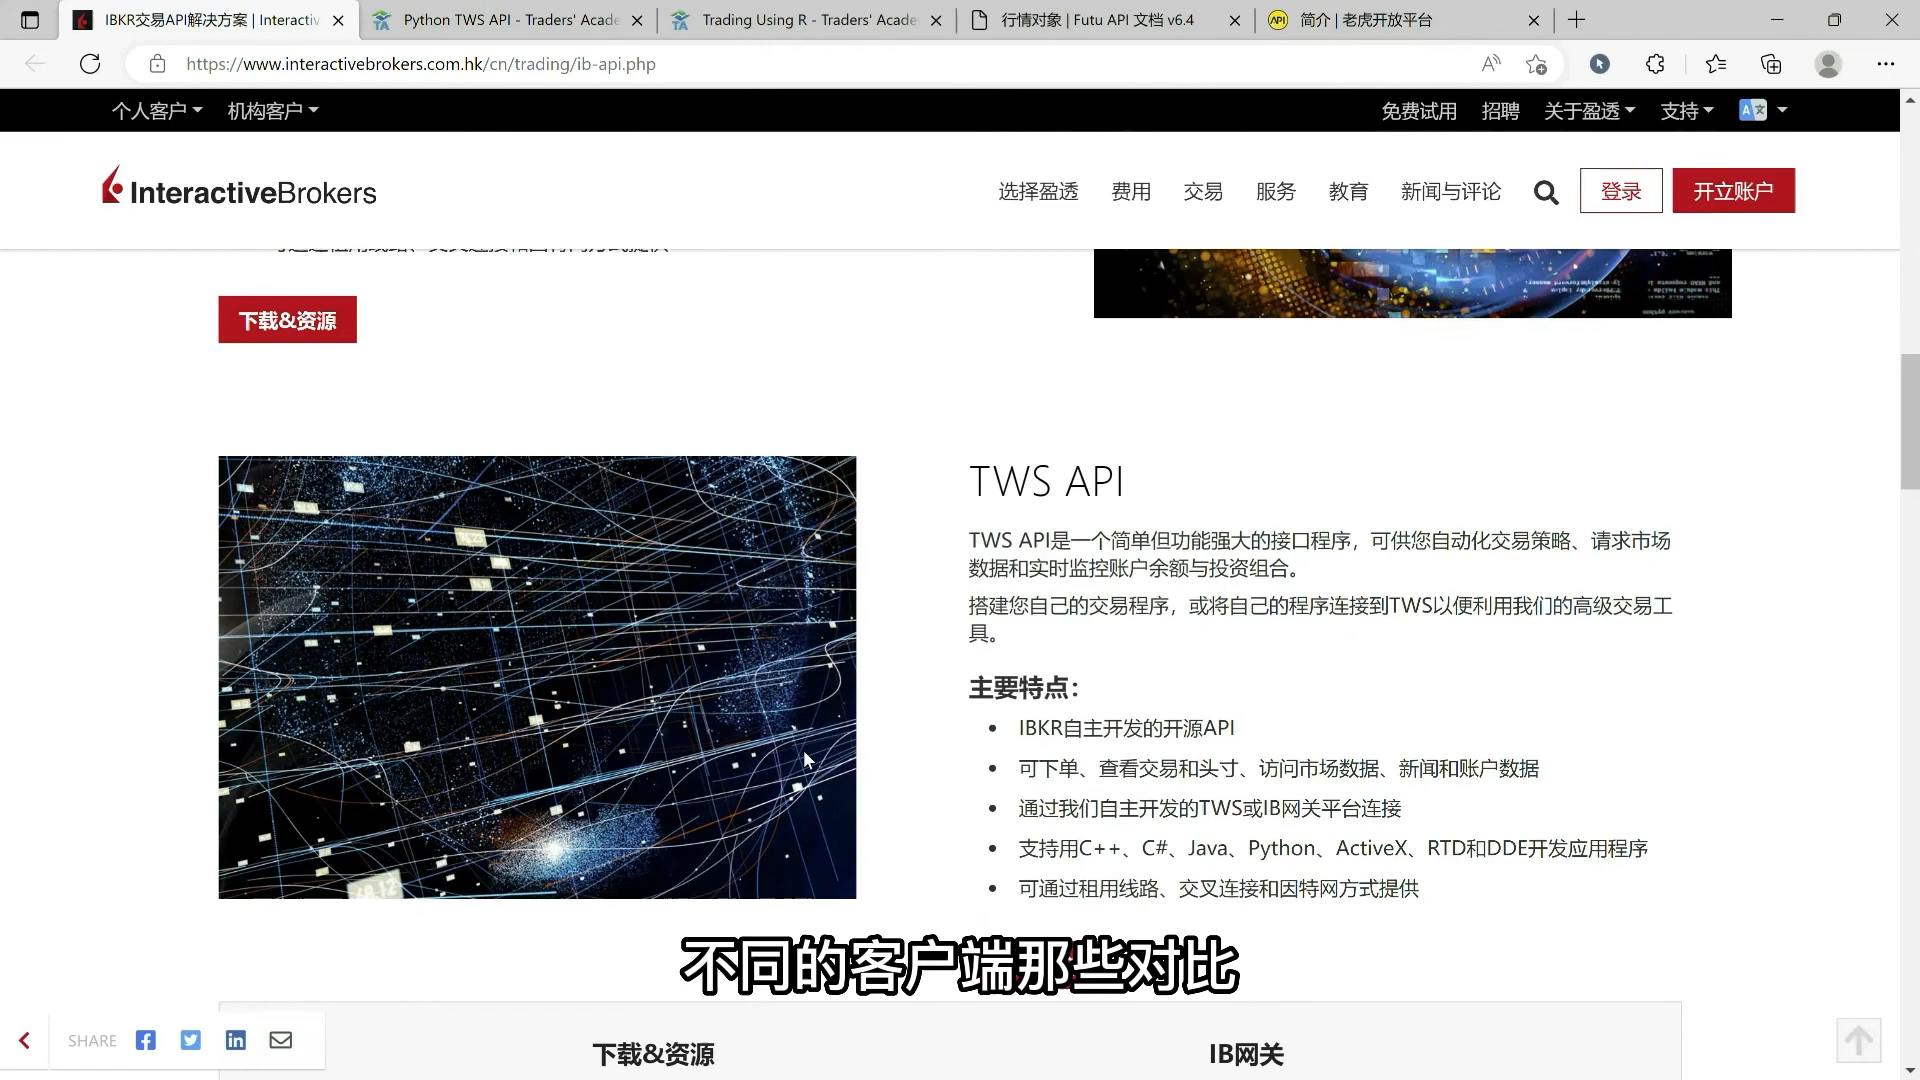 IBKR交易API解决方案 | Interactiv
Python TWS API - Traders' Acade
Trading Using R - Traders' Acade
行情对象 | Futu API 文档 v6.4
API
简介 | 老虎开放平台
https://www.interactivebrokers.com.hk/cn/trading/ib-api.php
个人客户
机构客户
免费试用
招聘
关于盈透
支持
InteractiveBrokers
选择盈透
费用
交易
服务
教育
新闻与评论
登录
开立账户
下载&资源
TWS API
TWS API是一个简单但功能强大的接口程序，可供您自动化交易策略、请求市场
数据和实时监控账户余额与投资组合。
搭建您自己的交易程序，或将自己的程序连接到TWS以便利用我们的高级交易工
具。
主要特点：
IBKR自主开发的开源API
可下单、查看交易和头寸、访问市场数据、新闻和账户数据
通过我们自主开发的TWS或IB网关平台连接
支持用C++、C#、Java、Python、ActiveX、RTD和DDE开发应用程序
可通过租用线路、交叉连接和因特网方式提供
不同的客户端那些对比
SHARE
下载&资源
IB网关